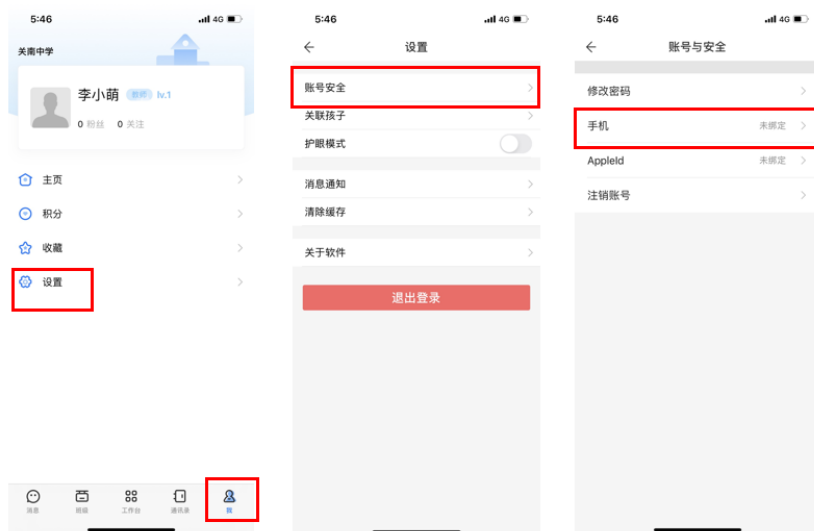 5:46
4G
关南中学
李小萌 教师 lv.1
0 粉丝 0 关注
主页
积分
收藏
设置
消息 班级 工作台 通讯录 我
5:46
4G
设置
账号安全
关联孩子
护眼模式
消息通知
清除缓存
关于软件
退出登录
5:46
4G
账号与安全
修改密码
手机 未绑定
AppleId 未绑定
注销账号